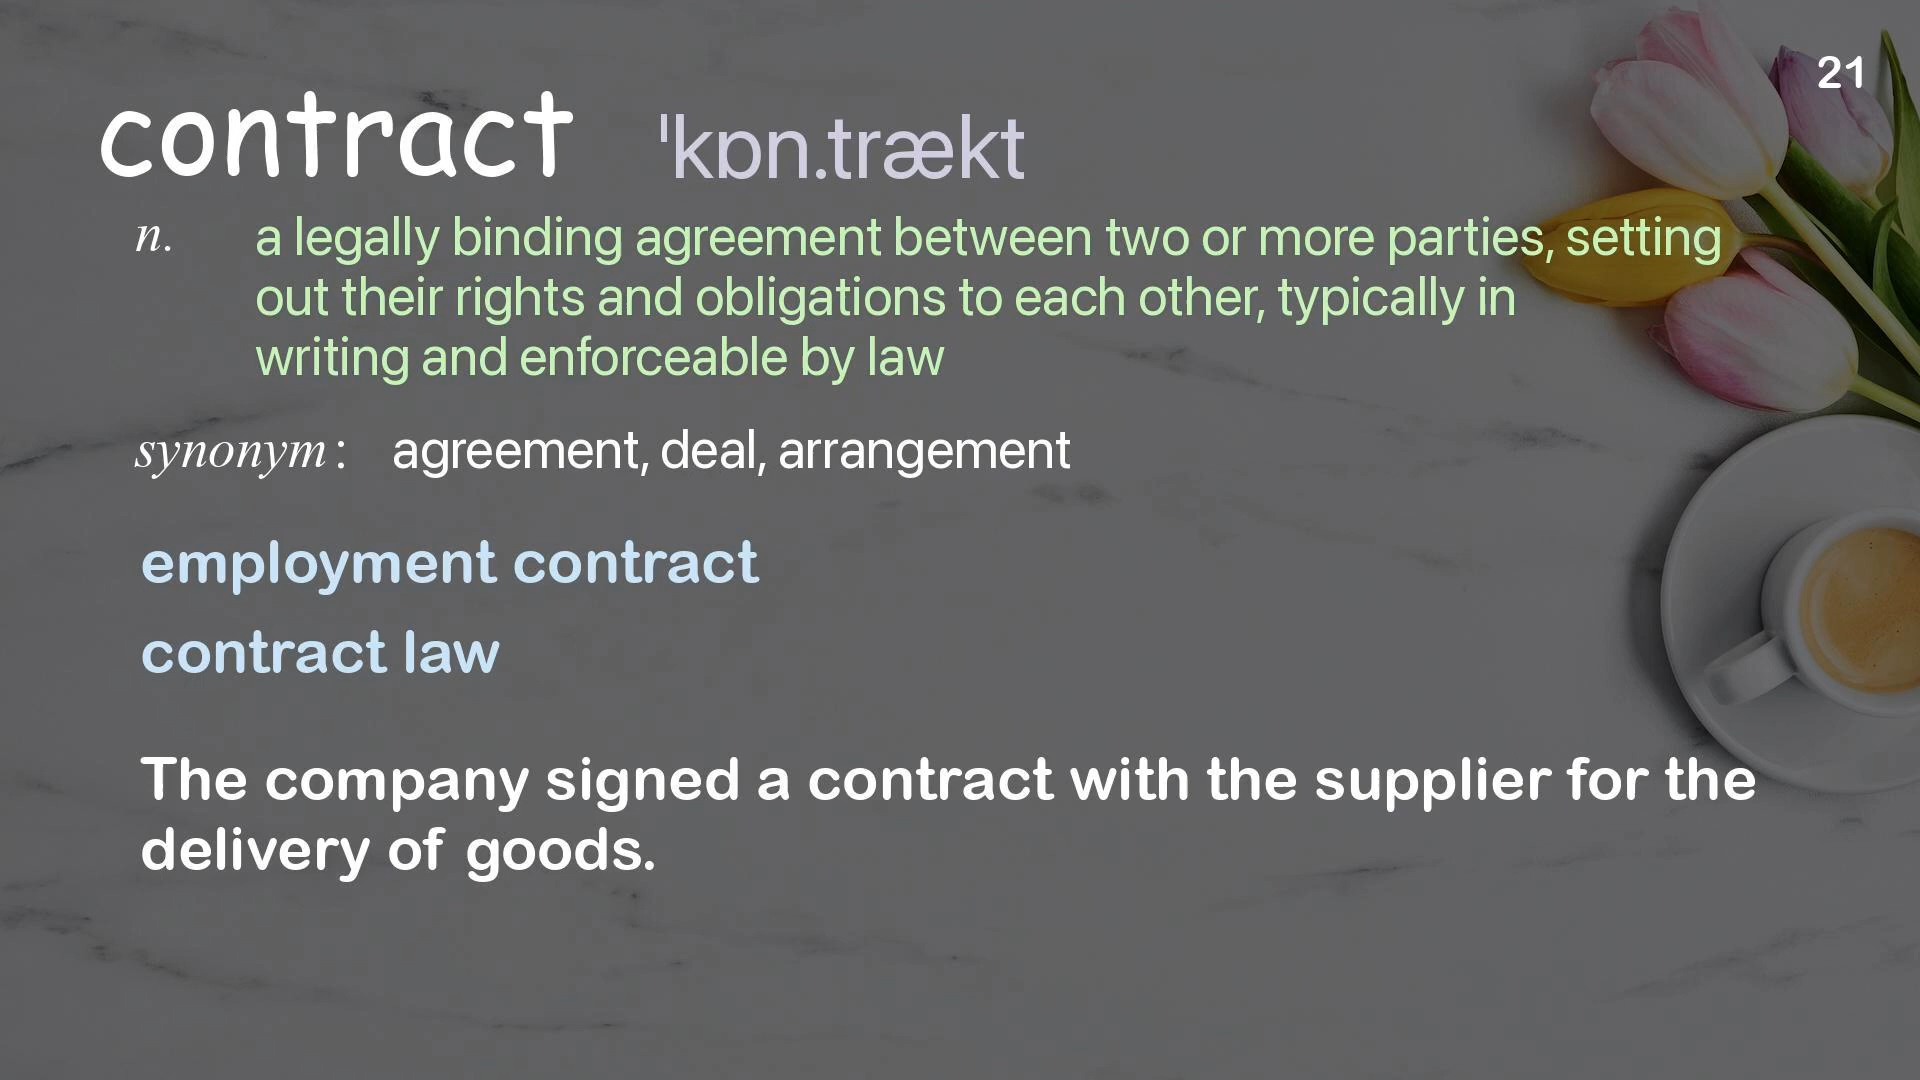 21
contract ˈkɒn.trækt
n. a legally binding agreement between two or more parties, setting
out their rights and obligations to each other, typically in
writing and enforceable by law
synonym: agreement, deal, arrangement
employment contract
contract law
The company signed a contract with the supplier for the
delivery of goods.